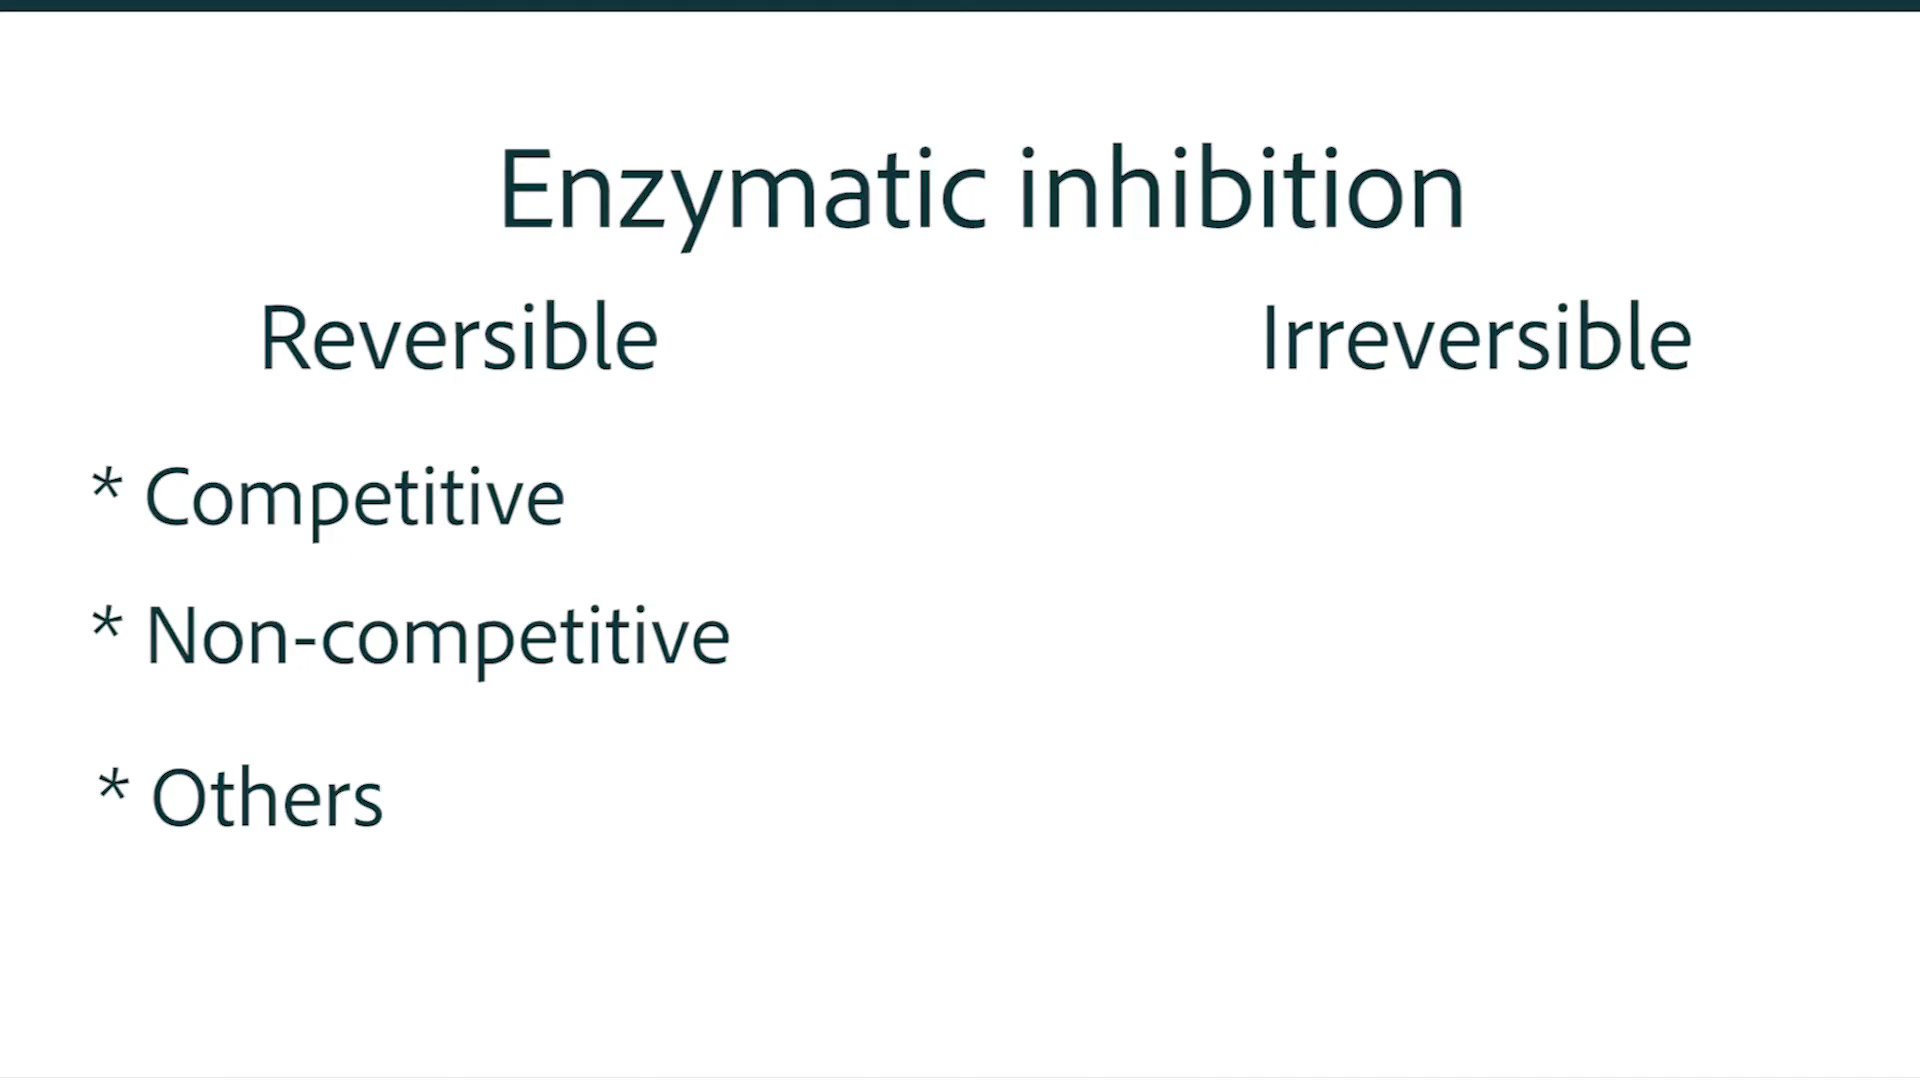 Enzymatic inhibition
Reversible
Irreversible
* Competitive
* Non-competitive
* Others